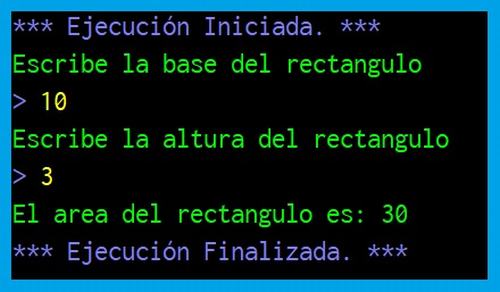 *** Ejecución Iniciada. ***
Escribe la base del rectangulo
> 10
Escribe la altura del rectangulo
> 3
El area del rectangulo es: 30
*** Ejecución Finalizada. ***